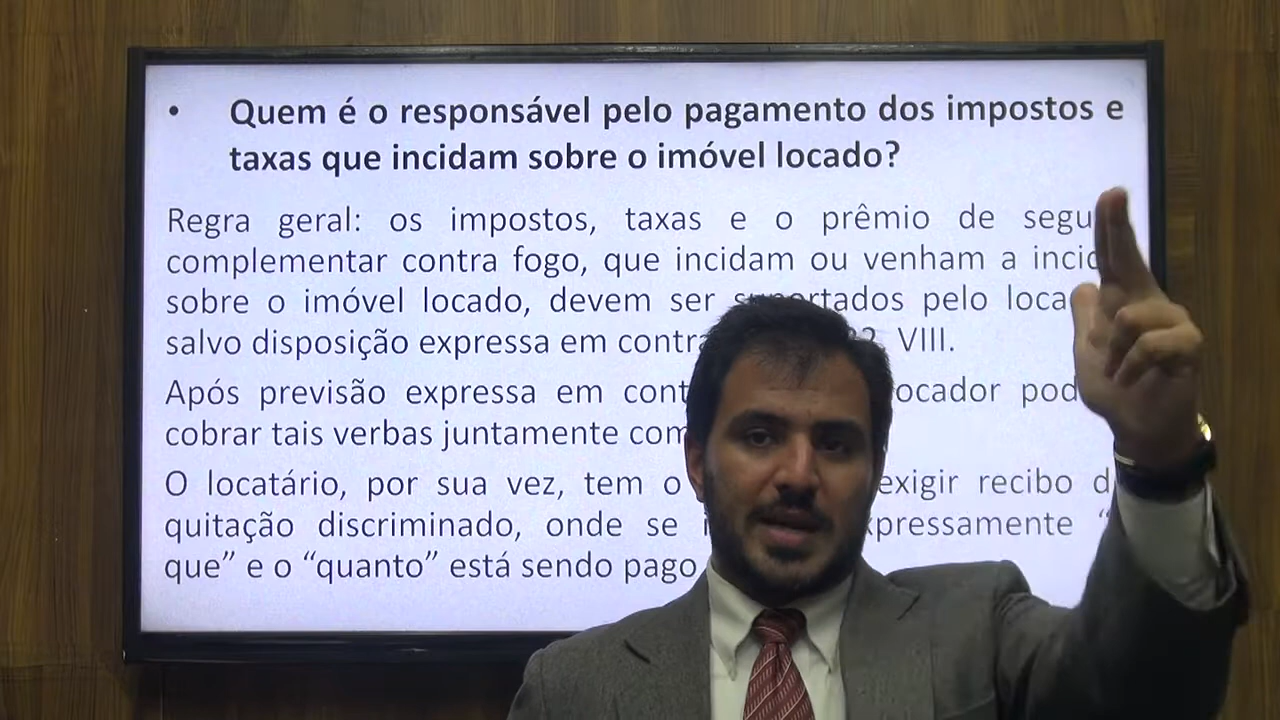 • Quem é o responsável pelo pagamento dos impostos e
taxas que incidam sobre o imóvel locado?
Regra geral: os impostos, taxas e o prêmio de
complementar contra fogo, que incidam ou venham a
sobre o imóvel locado, devem ser pelo
salvo disposição expressa em VIII.
Após previsão expressa em
cobrar tais verbas juntamente com
O locatário, por sua vez, tem o exigir recibo
quitação discriminado, onde se
que” e o “quanto” está sendo pago